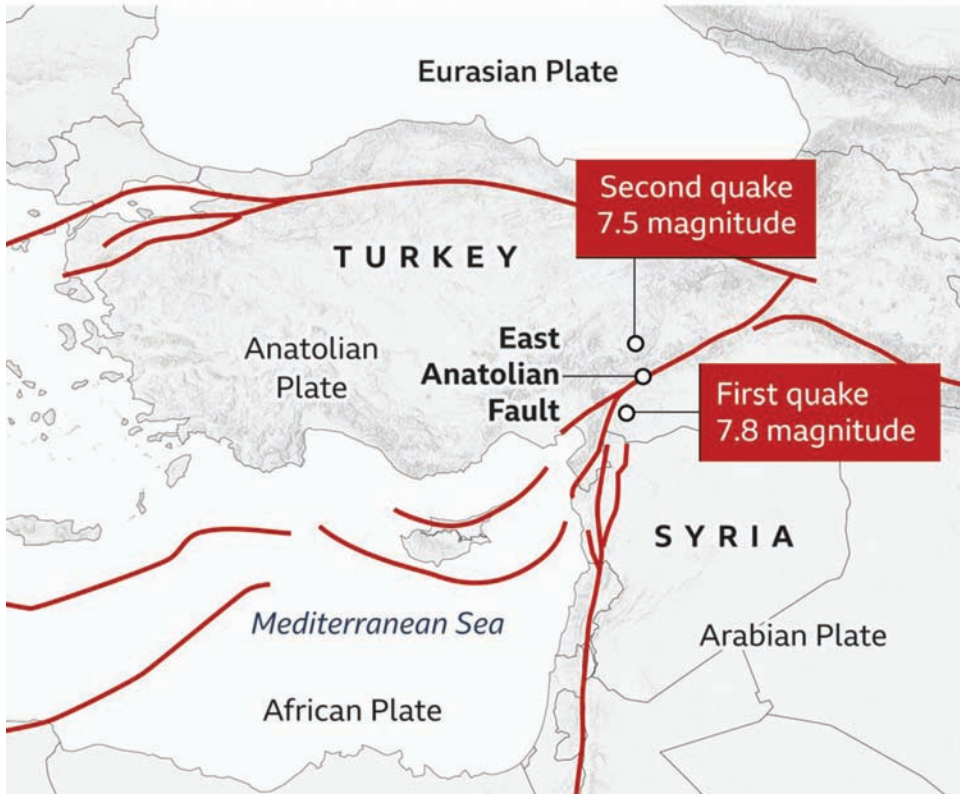 Eurasian Plate
Second quake
7.5 magnitude
TURKEY
Anatolian
Plate
East
Anatolian
Fault
First quake
7.8 magnitude
SYRIA
Mediterranean Sea
Arabian Plate
African Plate